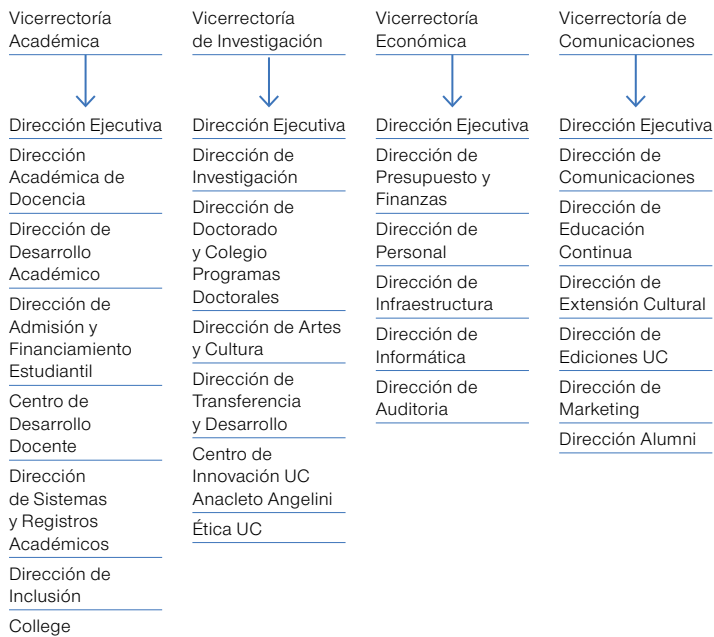 Vicerrectoría
Académica
Dirección Ejecutiva
Dirección
Académica de
Docencia
Dirección de
Desarrollo
Académico
Dirección de
Admisión y
Financiamiento
Estudiantil
Centro de
Desarrollo
Docente
Dirección
de Sistemas
y Registros
Académicos
Dirección de
Inclusión
College
Vicerrectoría
de Investigación
Dirección Ejecutiva
Dirección de
Investigación
Dirección de
Doctorado
y Colegio
Programas
Doctorales
Dirección de Artes
y Cultura
Dirección de
Transferencia
y Desarrollo
Centro de
Innovación UC
Anacleto Angelini
Ética UC
Vicerrectoría
Económica
Dirección Ejecutiva
Dirección de
Presupuesto y
Finanzas
Dirección de
Personal
Dirección de
Infraestructura
Dirección de
Informática
Dirección de
Auditoria
Vicerrectoría de
Comunicaciones
Dirección Ejecutiva
Dirección de
Comunicaciones
Dirección de
Educación
Continua
Dirección de
Extensión Cultural
Dirección de
Ediciones UC
Dirección de
Marketing
Dirección Alumni